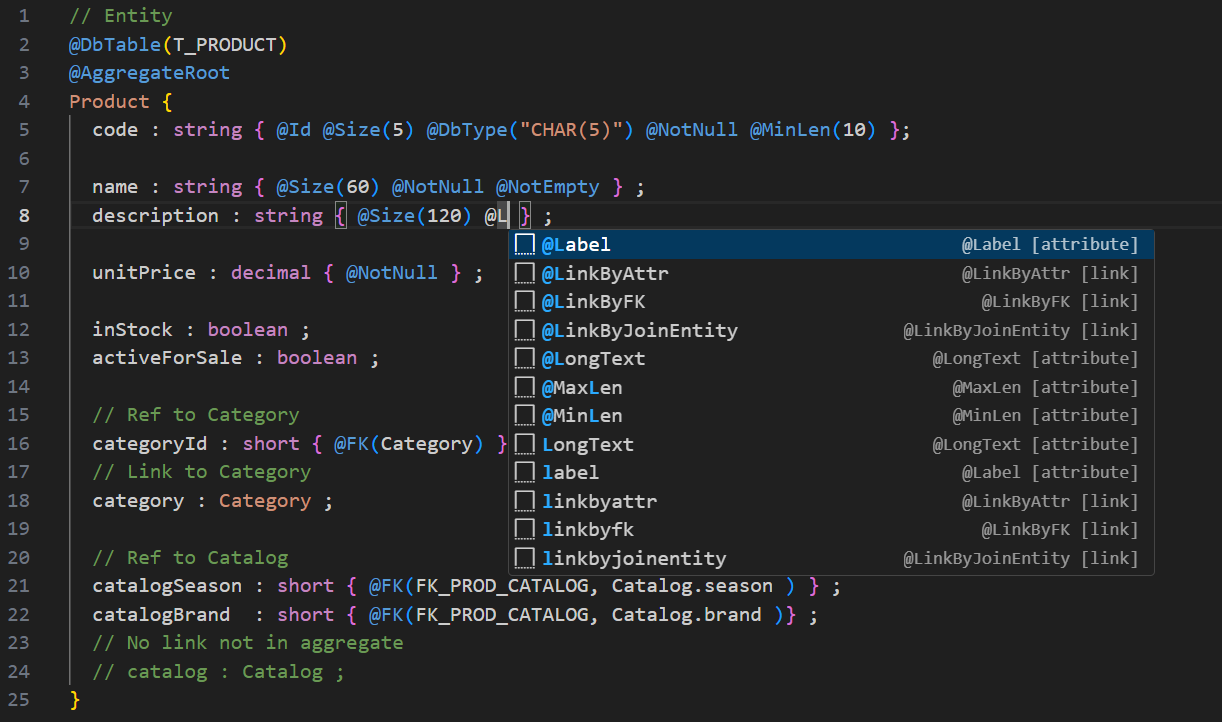 1 // Entity
2 @DbTable(T_PRODUCT)
3 @AggregateRoot
4 Product {
5 code : string { @Id @Size(5) @DbType("CHAR(5)") @NotNull @MinLen(10) };
6
7 name : string { @Size(60) @NotNull @NotEmpty } ;
8 description : string { @Size(120) @L } ;
9
10 unitPrice : decimal { @NotNull } ;
11
12 inStock : boolean ;
13 activeForSale : boolean ;
14
15 // Ref to Category
16 categoryId : short { @FK(Category) }
17 // Link to Category
18 category : Category ;
19
20 // Ref to Catalog
21 catalogSeason : short { @FK(FK_PROD_CATALOG, Catalog.season ) } ;
22 catalogBrand : short { @FK(FK_PROD_CATALOG, Catalog.brand )} ;
23 // No link not in aggregate
24 // catalog : Catalog ;
25 }
@Label @Label [attribute]
@LinkByAttr @LinkByAttr [link]
@LinkByFK @LinkByFK [link]
@LinkByJoinEntity @LinkByJoinEntity [link]
@LongText @LongText [attribute]
@MaxLen @MaxLen [attribute]
@MinLen @MinLen [attribute]
LongText @LongText [attribute]
label @Label [attribute]
linkbyattr @LinkByAttr [link]
linkbyfk @LinkByFK [link]
linkbyjoinentity @LinkByJoinEntity [link]